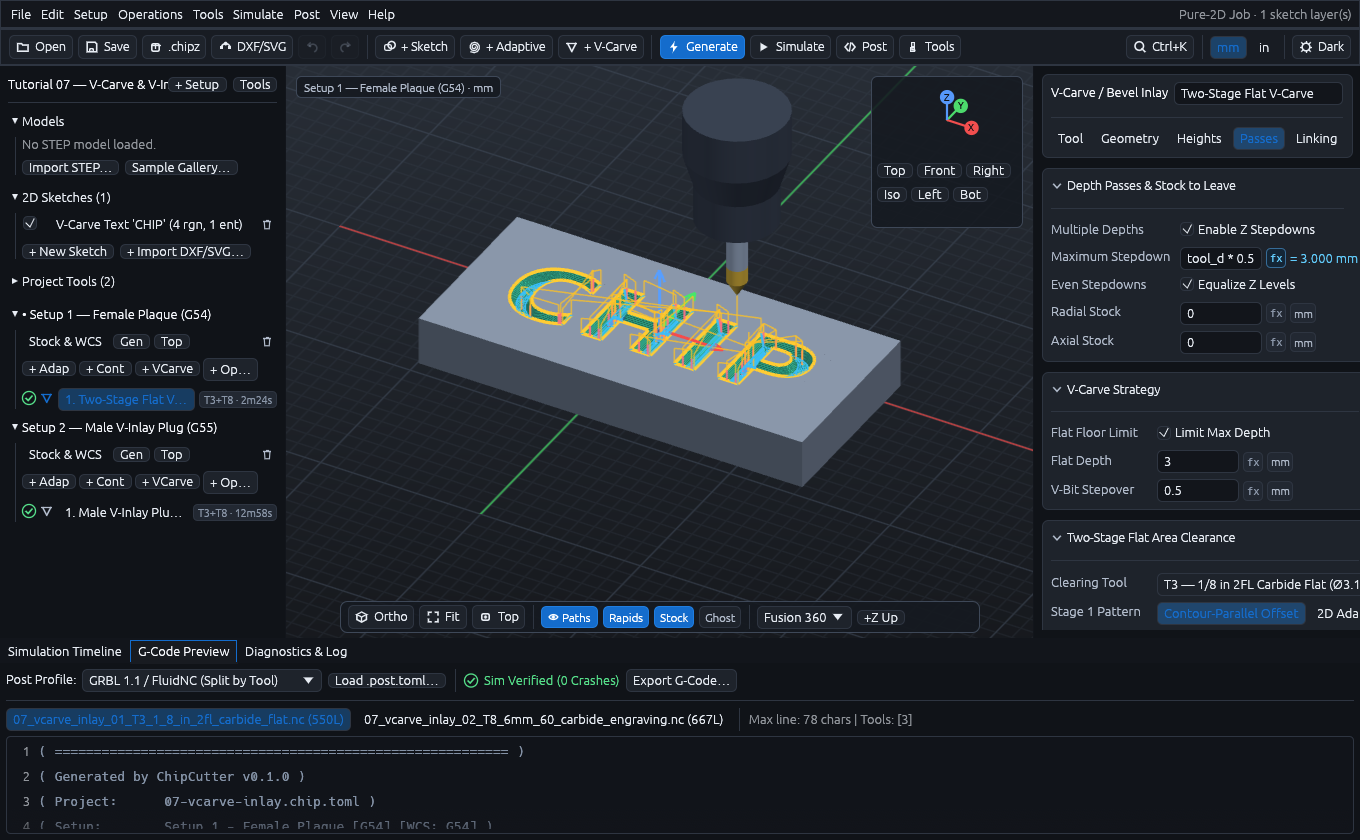 File Edit Setup Operations Tools Simulate Post View Help
Pure-2D Job · 1 sketch layer(s)
Open Save .chipz DXF/SVG + Sketch + Adaptive + V-Carve Generate Simulate Post Tools Ctrl+K mm in Dark
Tutorial 07 — V-Carve & V-Ir + Setup Tools
Models
No STEP model loaded.
Import STEP... Sample Gallery...
2D Sketches (1)
V-Carve Text 'CHIP' (4 rgn, 1 ent)
+ New Sketch + Import DXF/SVG...
Project Tools (2)
• Setup 1 — Female Plaque (G54)
Stock & WCS Gen Top
+ Adap + Cont + VCarve + Op...
1. Two-Stage Flat V... T3+T8 · 2m24s
Setup 2 — Male V-Inlay Plug (G55)
Stock & WCS Gen Top
+ Adap + Cont + VCarve + Op...
1. Male V-Inlay Plu... T3+T8 · 12m58s
Setup 1 — Female Plaque (G54) · mm
Z
Y
X
Top Front Right
Iso Left Bot
CHIP
Ortho Fit Top Paths Rapids Stock Ghost Fusion 360 +Z Up
V-Carve / Bevel Inlay Two-Stage Flat V-Carve
Tool Geometry Heights Passes Linking
Depth Passes & Stock to Leave
Multiple Depths Enable Z Stepdowns
Maximum Stepdown tool_d * 0.5 fx = 3.000 mm
Even Stepdowns Equalize Z Levels
Radial Stock 0 fx mm
Axial Stock 0 fx mm
V-Carve Strategy
Flat Floor Limit Limit Max Depth
Flat Depth 3 fx mm
V-Bit Stepover 0.5 fx mm
Two-Stage Flat Area Clearance
Clearing Tool T3 — 1/8 in 2FL Carbide Flat (Ø3.1
Stage 1 Pattern Contour-Parallel Offset 2D Ada
Simulation Timeline G-Code Preview Diagnostics & Log
Post Profile: GRBL 1.1 / FluidNC (Split by Tool) Load .post.toml... Sim Verified (0 Crashes) Export G-Code...
07_vcarve_inlay_01_T3_1_8_in_2fl_carbide_flat.nc (550L) 07_vcarve_inlay_02_T8_6mm_60_carbide_engraving.nc (667L) Max line: 78 chars | Tools: [3]
1 ( ========================================================== )
2 ( Generated by ChipCutter v0.1.0 )
3 ( Project: 07-vcarve-inlay.chip.toml )
4 ( Setup: Setup 1 - Female Plaque [G54] [WCS: G54] )